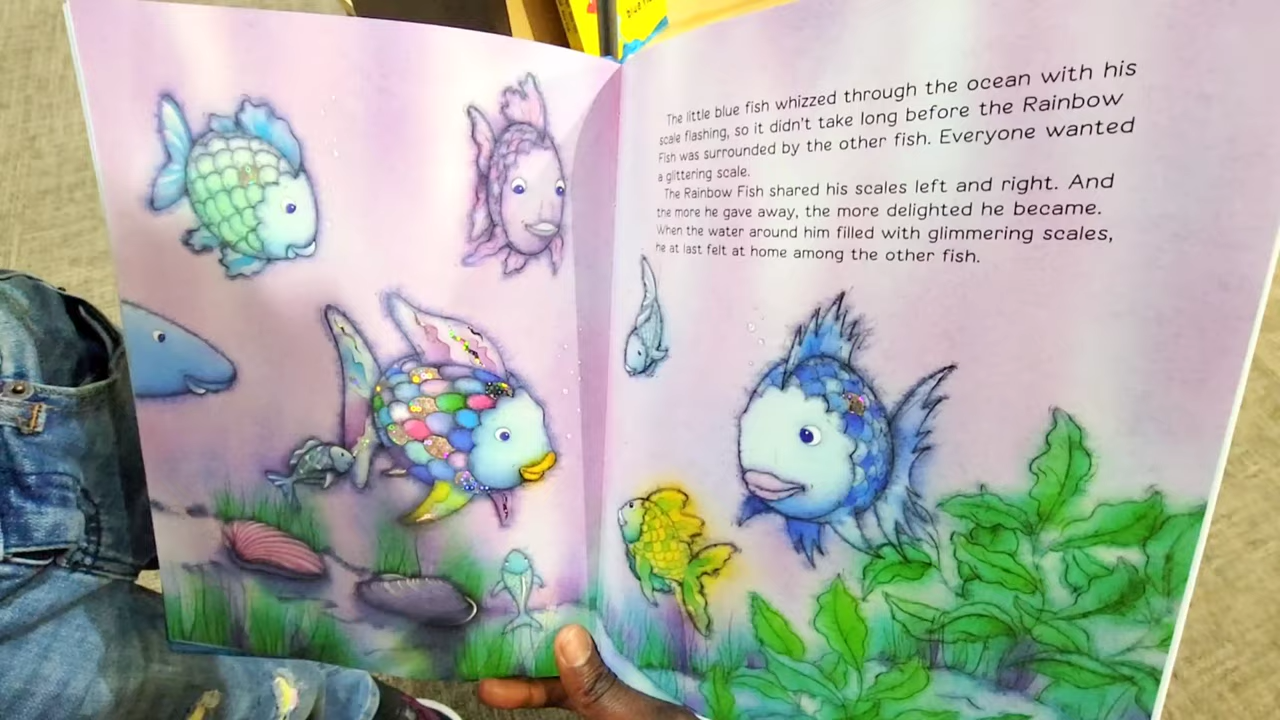 The little blue fish whizzed through the ocean with his
scale flashing, so it didn't take long before the Rainbow
Fish was surrounded by the other fish. Everyone wanted
a glittering scale.
The Rainbow Fish shared his scales left and right. And
the more he gave away, the more delighted he became.
When the water around him filled with glimmering scales,
he at last felt at home among the other fish.